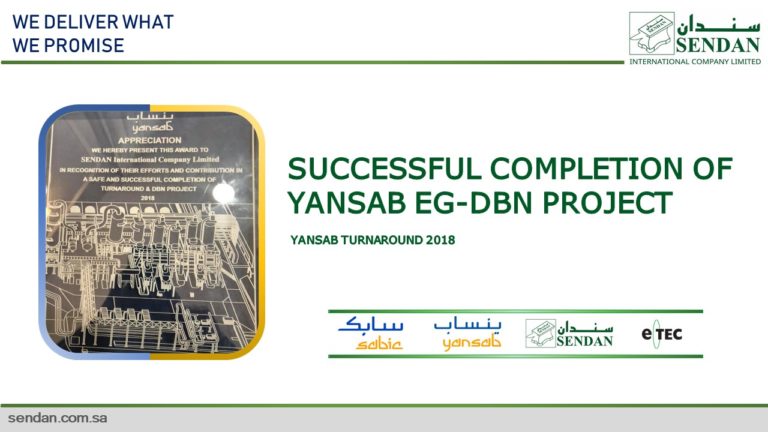 WE DELIVER WHAT
WE PROMISE
سندان
SENDAN
INTERNATIONAL COMPANY LIMITED
ينساب
yansab
APPRECIATION
WE HEREBY PRESENT THIS AWARD TO
SENDAN International Company Limited
IN RECOGNITION OF THEIR EFFORTS AND CONTRIBUTION IN
A SAFE AND SUCCESSFUL COMPLETION OF
TURNAROUND & DBN PROJECT
2018
SUCCESSFUL COMPLETION OF
YANSAB EG-DBN PROJECT
YANSAB TURNAROUND 2018
سابك
sabic
ينساب
yansab
سندان
SENDAN
eTEC
sendan.com.sa